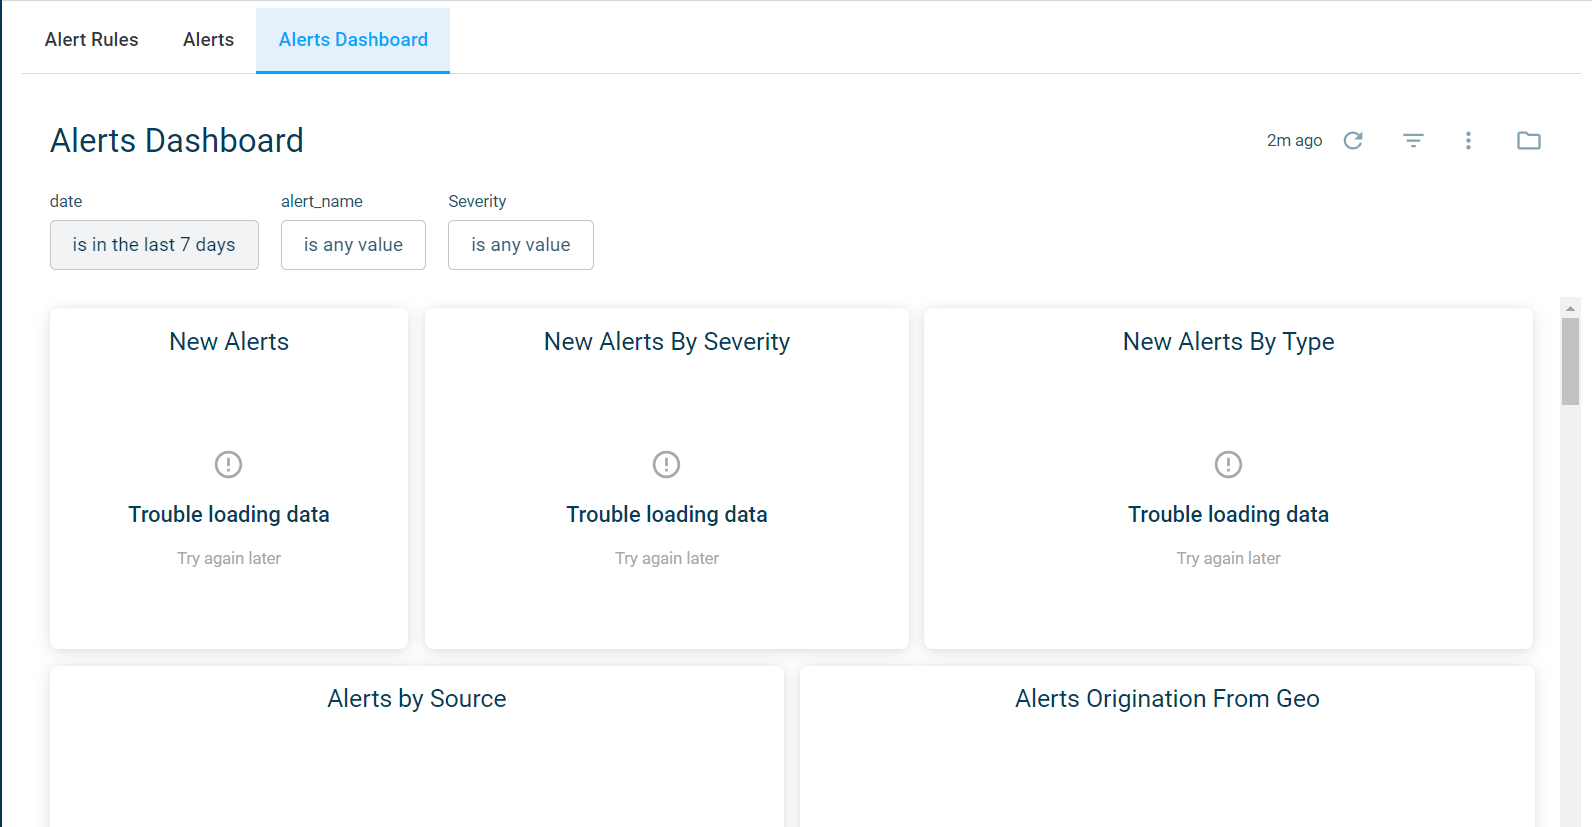 Alert Rules Alerts Alerts Dashboard
Alerts Dashboard 2m ago
date alert_name Severity
is in the last 7 days is any value is any value
New Alerts New Alerts By Severity New Alerts By Type
Trouble loading data Trouble loading data Trouble loading data
Try again later Try again later Try again later
Alerts by Source Alerts Origination From Geo